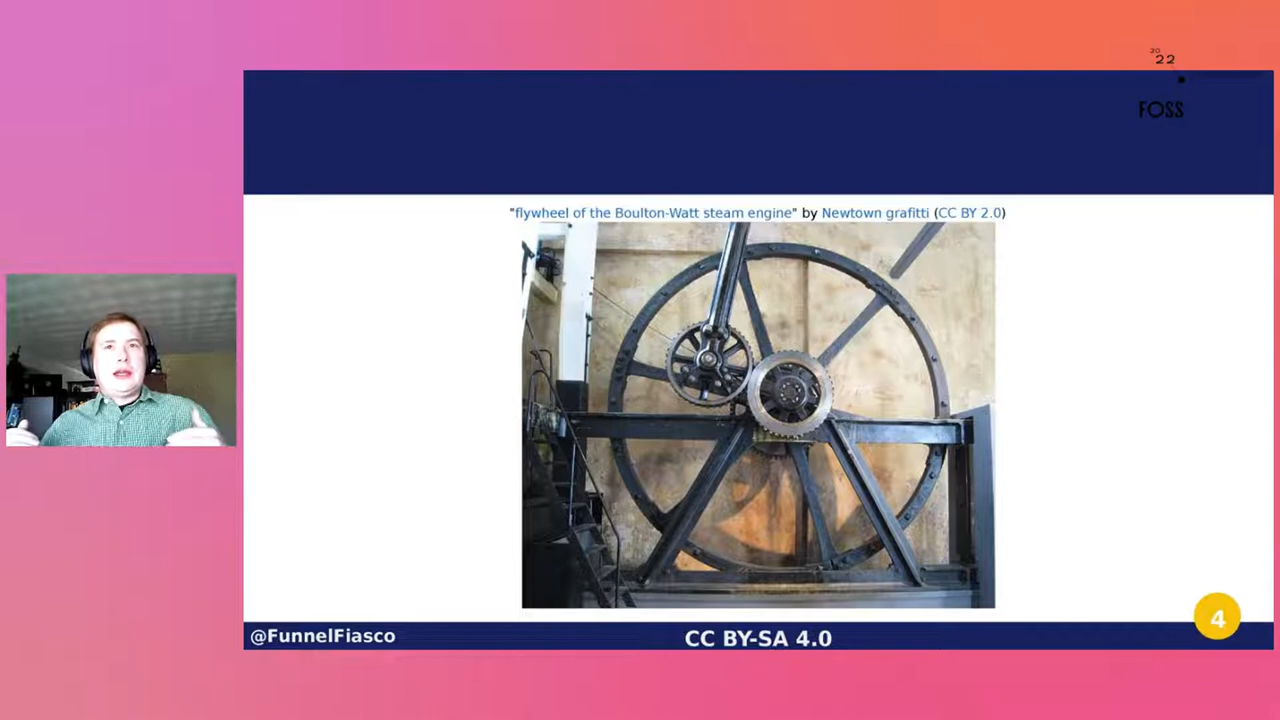 20
22
FOSS
"flywheel of the Boulton-Watt steam engine" by Newtown grafitti (CC BY 2.0)
4
@FunnelFiasco
CC BY-SA 4.0